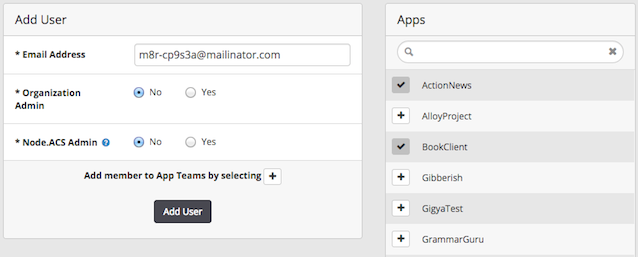 Add User
* Email Address
m8r-cp9s3a@mailinator.com
* Organization
Admin
No
Yes
* Node.ACS Admin ?
No
Yes
Add member to App Teams by selecting +
Add User
Apps
ActionNews
AlloyProject
BookClient
Gibberish
GigyaTest
GrammarGuru